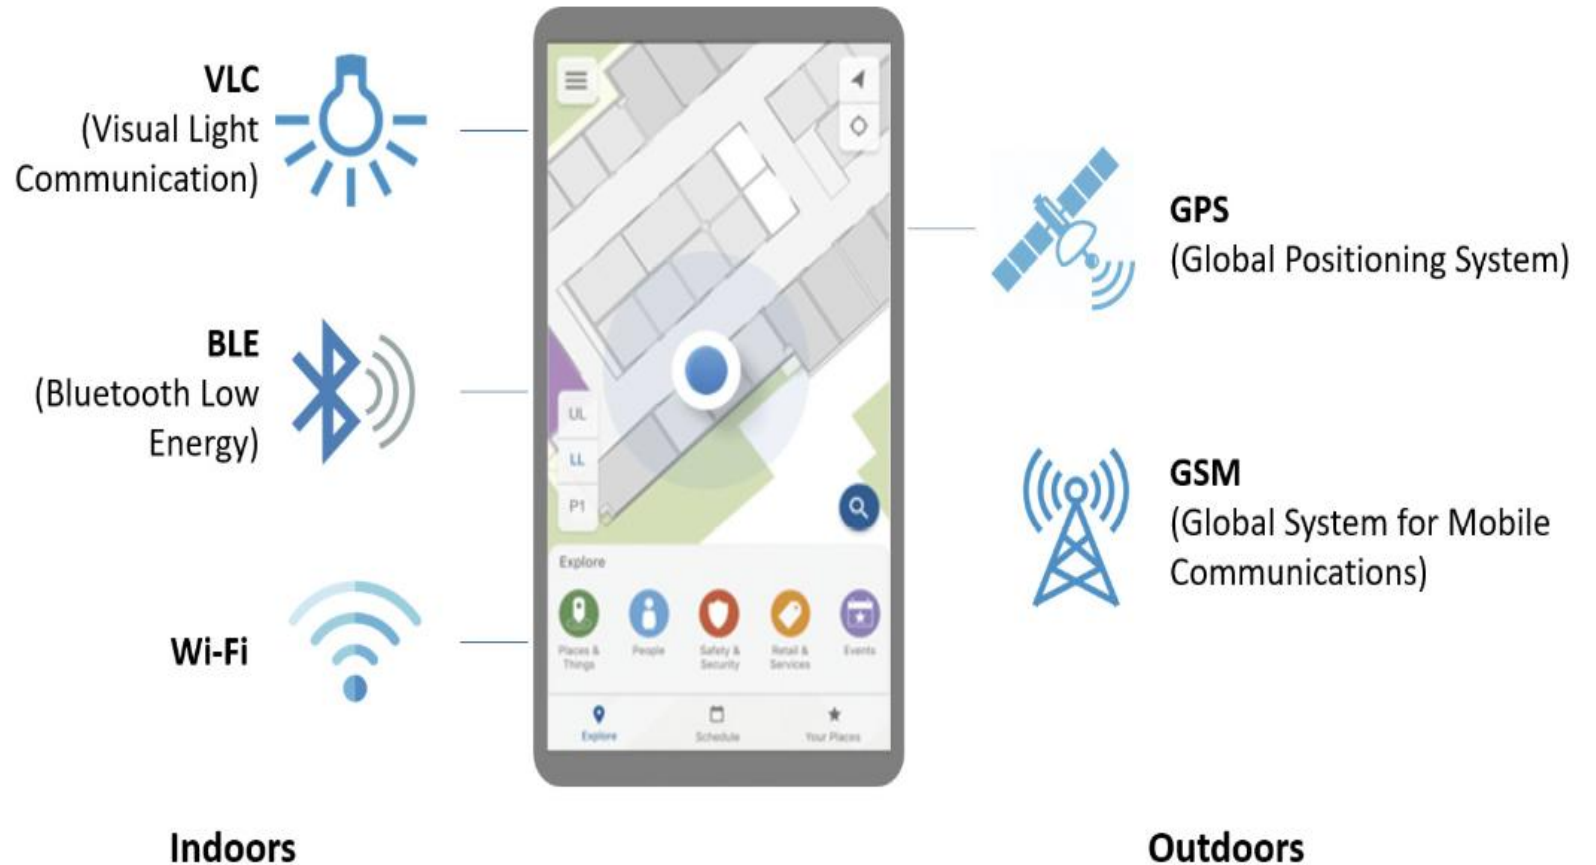 VLC
(Visual Light
Communication)
BLE
(Bluetooth Low
Energy)
Wi-Fi
Indoors
UL
LL
P1
Explore
Places &
Things
People
Safety &
Security
Retail &
Services
Events
Explore
Schedule
Your Places
GPS
(Global Positioning System)
GSM
(Global System for Mobile
Communications)
Outdoors